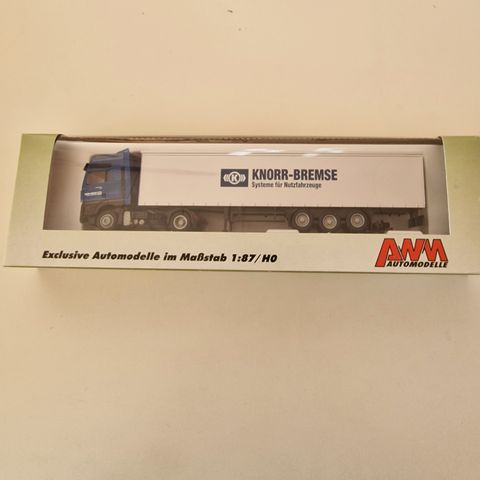 KNORR-BREMSE
Systeme für Nutzfahrzeuge
Exclusive Automodelle im Maßstab 1:87/H0
AWM
AUTOMODELLE